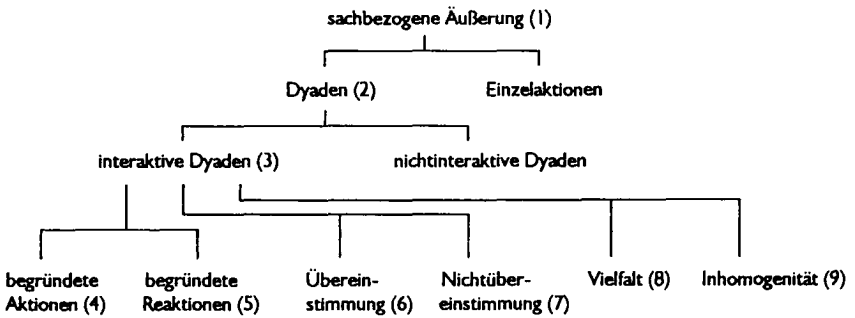 sachbezogene Äußerung (1)
Dyaden (2) Einzelaktionen
interaktive Dyaden (3) nichtinteraktive Dyaden
begründete Aktionen (4)
begründete Reaktionen (5)
Überein-
stimmung (6)
Nichtüber-
einstimmung (7)
Vielfalt (8)
Inhomogenität (9)